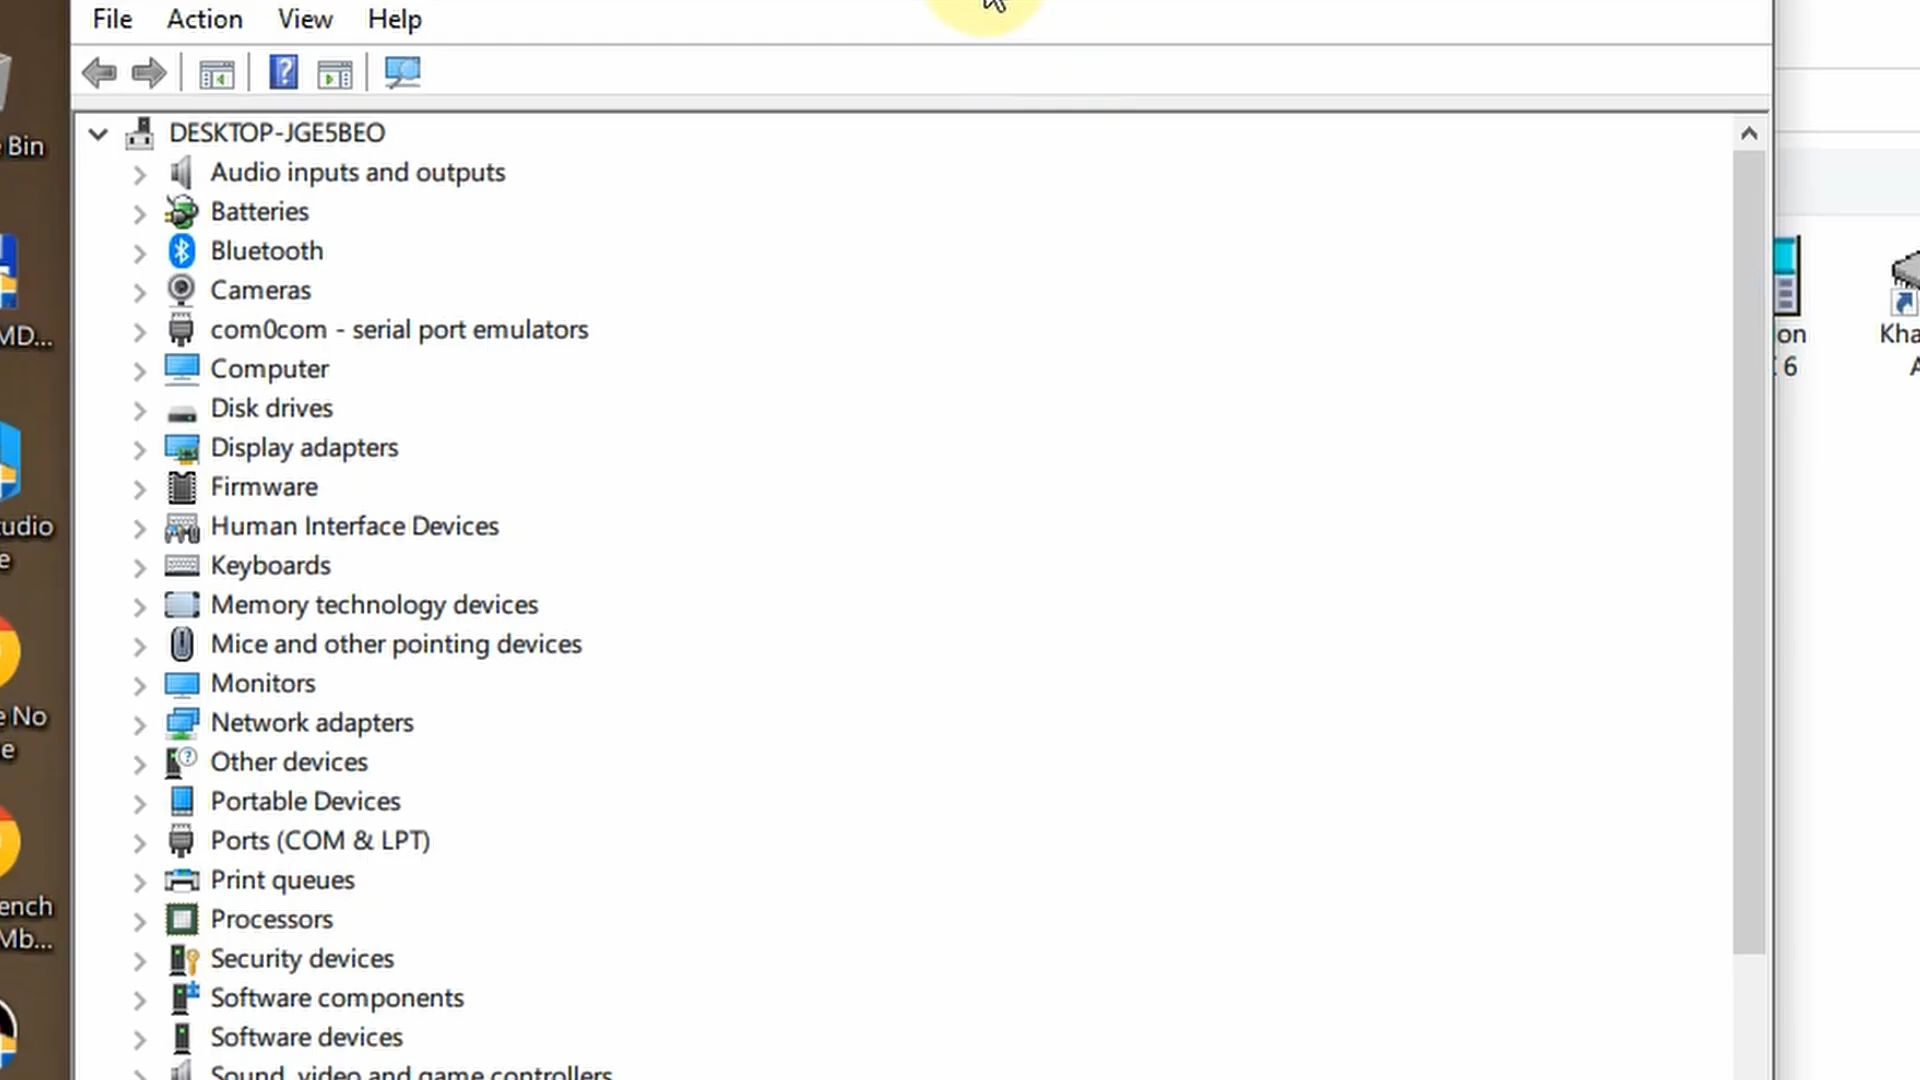 File Action View Help
DESKTOP-JGE5BEO
Audio inputs and outputs
Batteries
Bluetooth
Cameras
com0com - serial port emulators
Computer
Disk drives
Display adapters
Firmware
Human Interface Devices
Keyboards
Memory technology devices
Mice and other pointing devices
Monitors
Network adapters
Other devices
Portable Devices
Ports (COM & LPT)
Print queues
Processors
Security devices
Software components
Software devices
Sound, video and game controllers
Bin
MD...
udio
e
e No
e
ench
Mb...
on
6
Kha
A